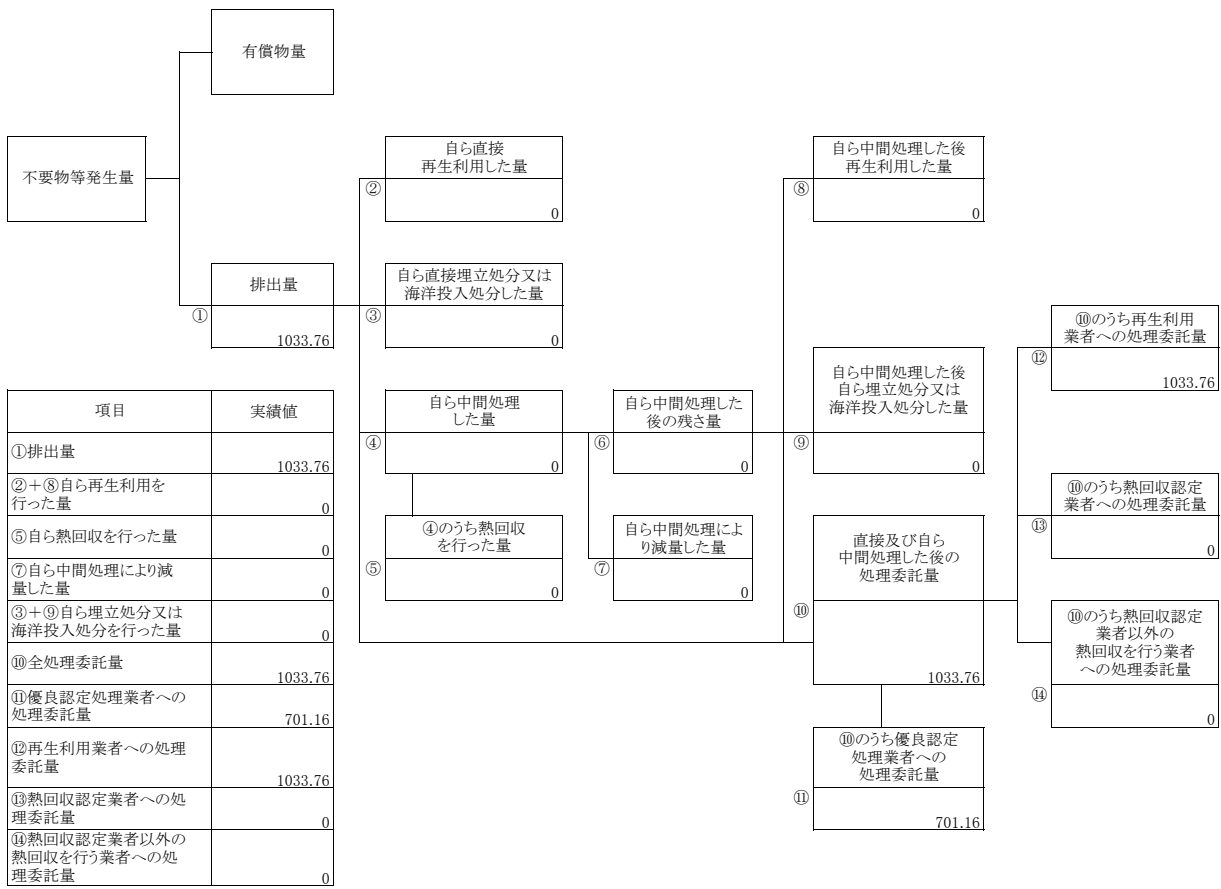 有償物量
不要物等発生量
排出量
①
1033.76
自ら直接
再生利用した量
②
0
自ら直接埋立処分又は
海洋投入処分した量
③
0
自ら中間処理
した量
④
0
④のうち熱回収
を行った量
⑤
0
自ら中間処理した
後の残さ量
⑥
0
自ら中間処理によ
り減量した量
⑦
0
自ら中間処理した後
再生利用した量
⑧
0
自ら中間処理した後
自ら埋立処分又は
海洋投入処分した量
⑨
0
直接及び自ら
中間処理した後の
処理委託量
⑩
1033.76
⑩のうち優良認定
処理業者への
処理委託量
⑪
701.16
⑩のうち再生利用
業者への処理委託量
⑫
1033.76
⑩のうち熱回収認定
業者への処理委託量
⑬
0
⑩のうち熱回収認定
業者以外の
熱回収を行う業者
への処理委託量
⑭
0
項目 実績値
①排出量
1033.76
②+⑧自ら再生利用を
行った量
0
⑤自ら熱回収を行った量
0
⑦自ら中間処理により減
量した量
0
③+⑨自ら埋立処分又は
海洋投入処分を行った量
0
⑩全処理委託量
1033.76
⑪優良認定処理業者への
処理委託量
701.16
⑫再生利用業者への処理
委託量
1033.76
⑬熱回収認定業者への処
理委託量
0
⑭熱回収認定業者以外の
熱回収を行う業者への処
理委託量
0